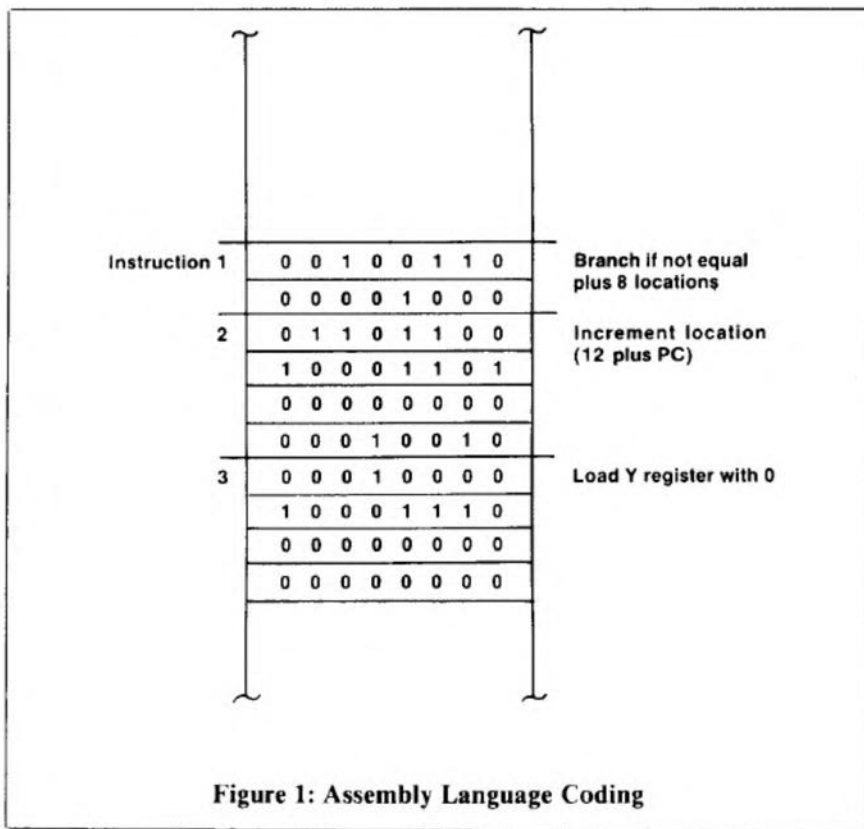 Instruction 1 0 0 1 0 0 1 1 0 Branch if not equal
0 0 0 0 1 0 0 0 plus 8 locations
2 0 1 1 0 1 1 0 0 Increment location
1 0 0 0 1 1 0 1 (12 plus PC)
0 0 0 0 0 0 0 0
0 0 0 1 0 0 1 0
3 0 0 0 1 0 0 0 0 Load Y register with 0
1 0 0 0 1 1 1 0
0 0 0 0 0 0 0 0
0 0 0 0 0 0 0 0
Figure 1: Assembly Language Coding